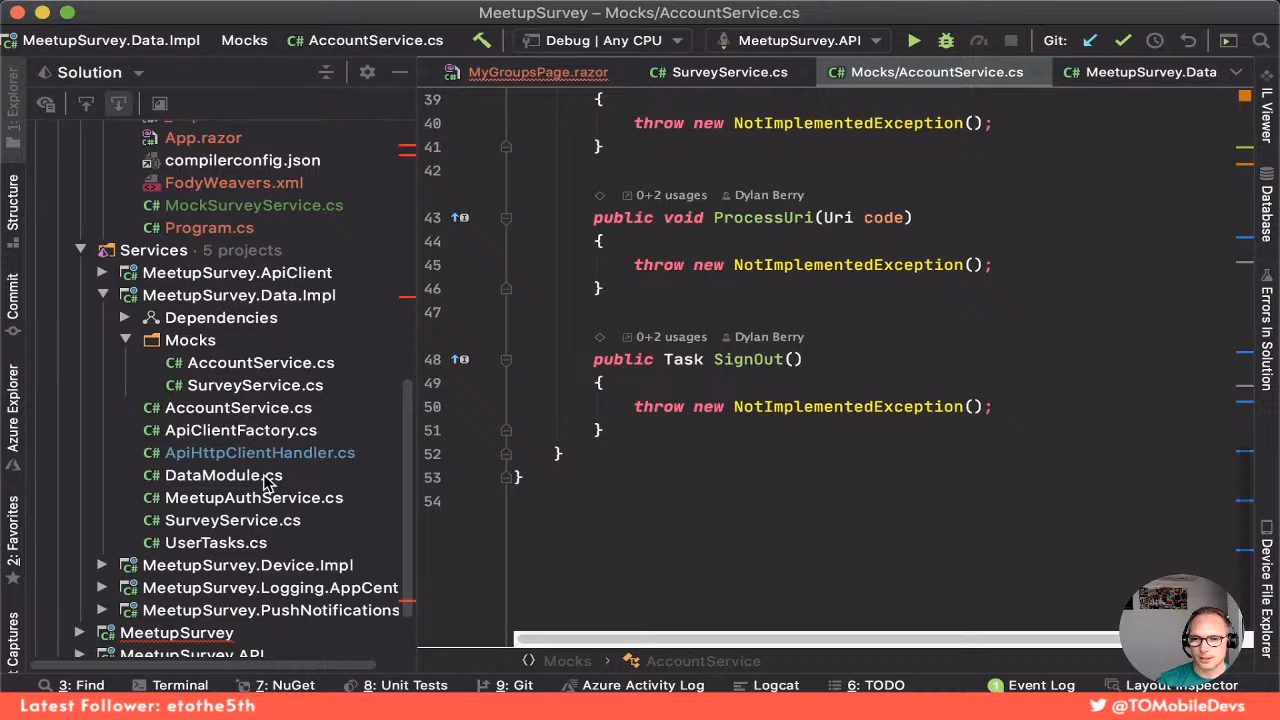 MeetupSurvey – Mocks/AccountService.cs
MeetupSurvey.Data.Impl Mocks C# AccountService.cs Debug | Any CPU MeetupSurvey.API Git:
Solution
MyGroupsPage.razor C# SurveyService.cs C# Mocks/AccountService.cs C# MeetupSurvey.Data
1: Explorer
Structure
Commit
Azure Explorer
2: Favorites
Captures
App.razor
compilerconfig.json
FodyWeavers.xml
C# MockSurveyService.cs
C# Program.cs
Services · 5 projects
MeetupSurvey.ApiClient
MeetupSurvey.Data.Impl
Dependencies
Mocks
C# AccountService.cs
C# SurveyService.cs
C# AccountService.cs
C# ApiClientFactory.cs
C# ApiHttpClientHandler.cs
C# DataModule.cs
C# MeetupAuthService.cs
C# SurveyService.cs
C# UserTasks.cs
MeetupSurvey.Device.Impl
MeetupSurvey.Logging.AppCent
MeetupSurvey.PushNotifications
MeetupSurvey
MeetupSurvey.API
39 {
40 throw new NotImplementedException();
41 }
42
0+2 usages Dylan Berry
43 public void ProcessUri(Uri code)
44 {
45 throw new NotImplementedException();
46 }
47
0+2 usages Dylan Berry
48 public Task SignOut()
49 {
50 throw new NotImplementedException();
51 }
52 }
53 }
54
IL Viewer
Database
Errors In Solution
Device File Explorer
Mocks › AccountService
3: Find Terminal 7: NuGet 8: Unit Tests 9: Git Azure Activity Log Logcat 6: TODO 1 Event Log Layout Inspector
Latest Follower: etothe5th
@TOMobileDevs